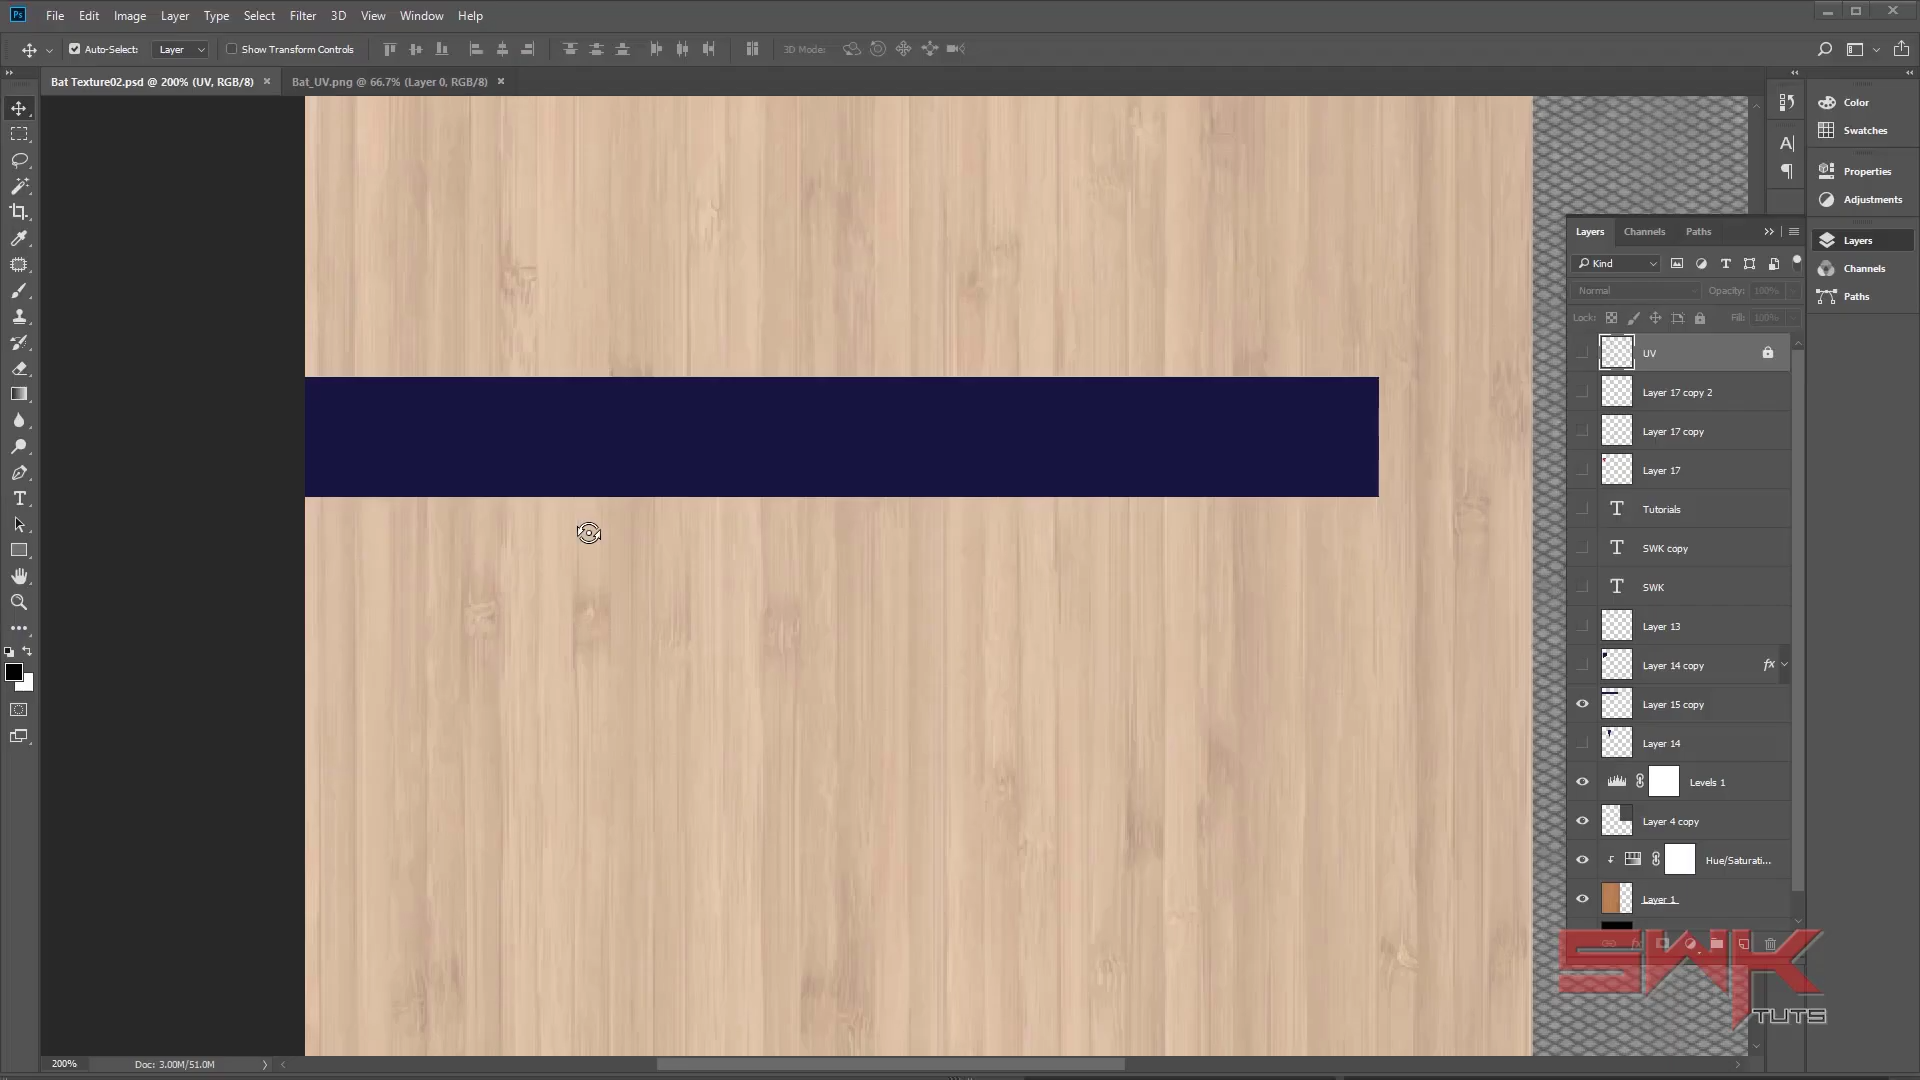 Ps File Edit Image Layer Type Select Filter 3D View Window Help
Auto-Select: Layer Show Transform Controls 3D Mode:
Bat Texture02.psd @ 200% (UV, RGB/8) × Bat_UV.png @ 66.7% (Layer 0, RGB/8) ×
Color
Swatches
Properties
Adjustments
Layers
Channels
Paths
Layers Channels Paths
Kind
Normal Opacity: 100%
Lock: Fill: 100%
UV
Layer 17 copy 2
Layer 17 copy
Layer 17
Tutorials
SWK copy
SWK
Layer 13
Layer 14 copy fx
Layer 15 copy
Layer 14
Levels 1
Layer 4 copy
Hue/Saturati...
Layer 1
SWK
TUTS
200% Doc: 3.00M/51.0M